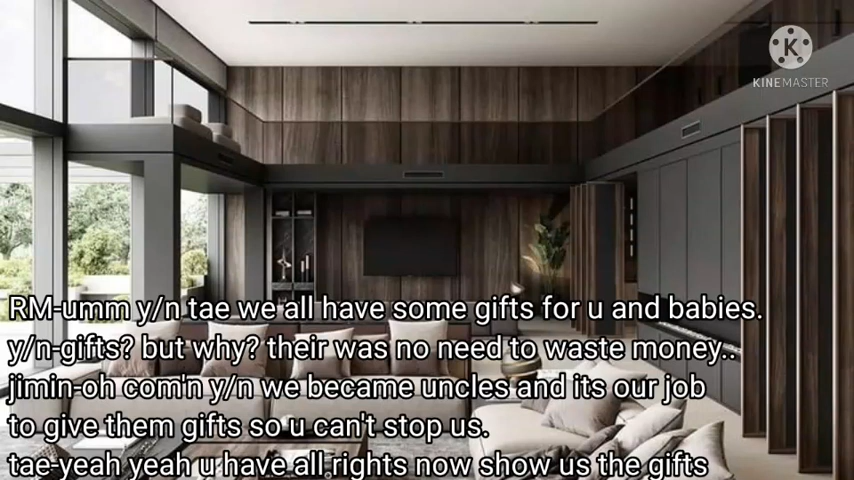 KINEMASTER
RM-umm y/n tae we all have some gifts for u and babies.
y/n-gifts? but why? their was no need to waste money..
jimin-oh com'n y/n we became uncles and its our job
to give them gifts so u can't stop us.
tae-yeah yeah u have all rights now show us the gifts